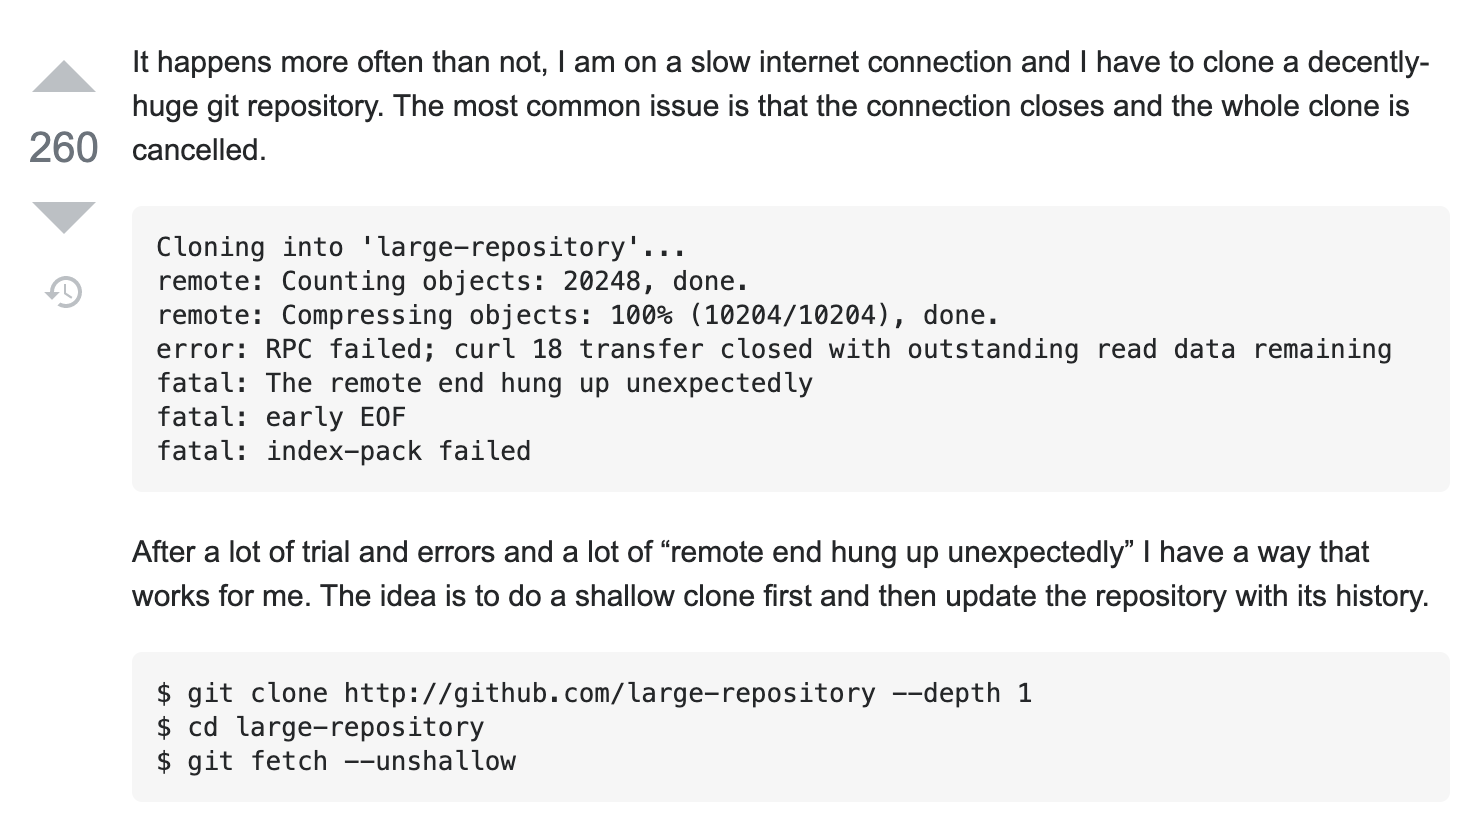 It happens more often than not, I am on a slow internet connection and I have to clone a decently-
huge git repository. The most common issue is that the connection closes and the whole clone is
cancelled.
260
Cloning into 'large-repository'...
remote: Counting objects: 20248, done.
remote: Compressing objects: 100% (10204/10204), done.
error: RPC failed; curl 18 transfer closed with outstanding read data remaining
fatal: The remote end hung up unexpectedly
fatal: early EOF
fatal: index-pack failed
After a lot of trial and errors and a lot of “remote end hung up unexpectedly” I have a way that
works for me. The idea is to do a shallow clone first and then update the repository with its history.
$ git clone http://github.com/large-repository --depth 1
$ cd large-repository
$ git fetch --unshallow